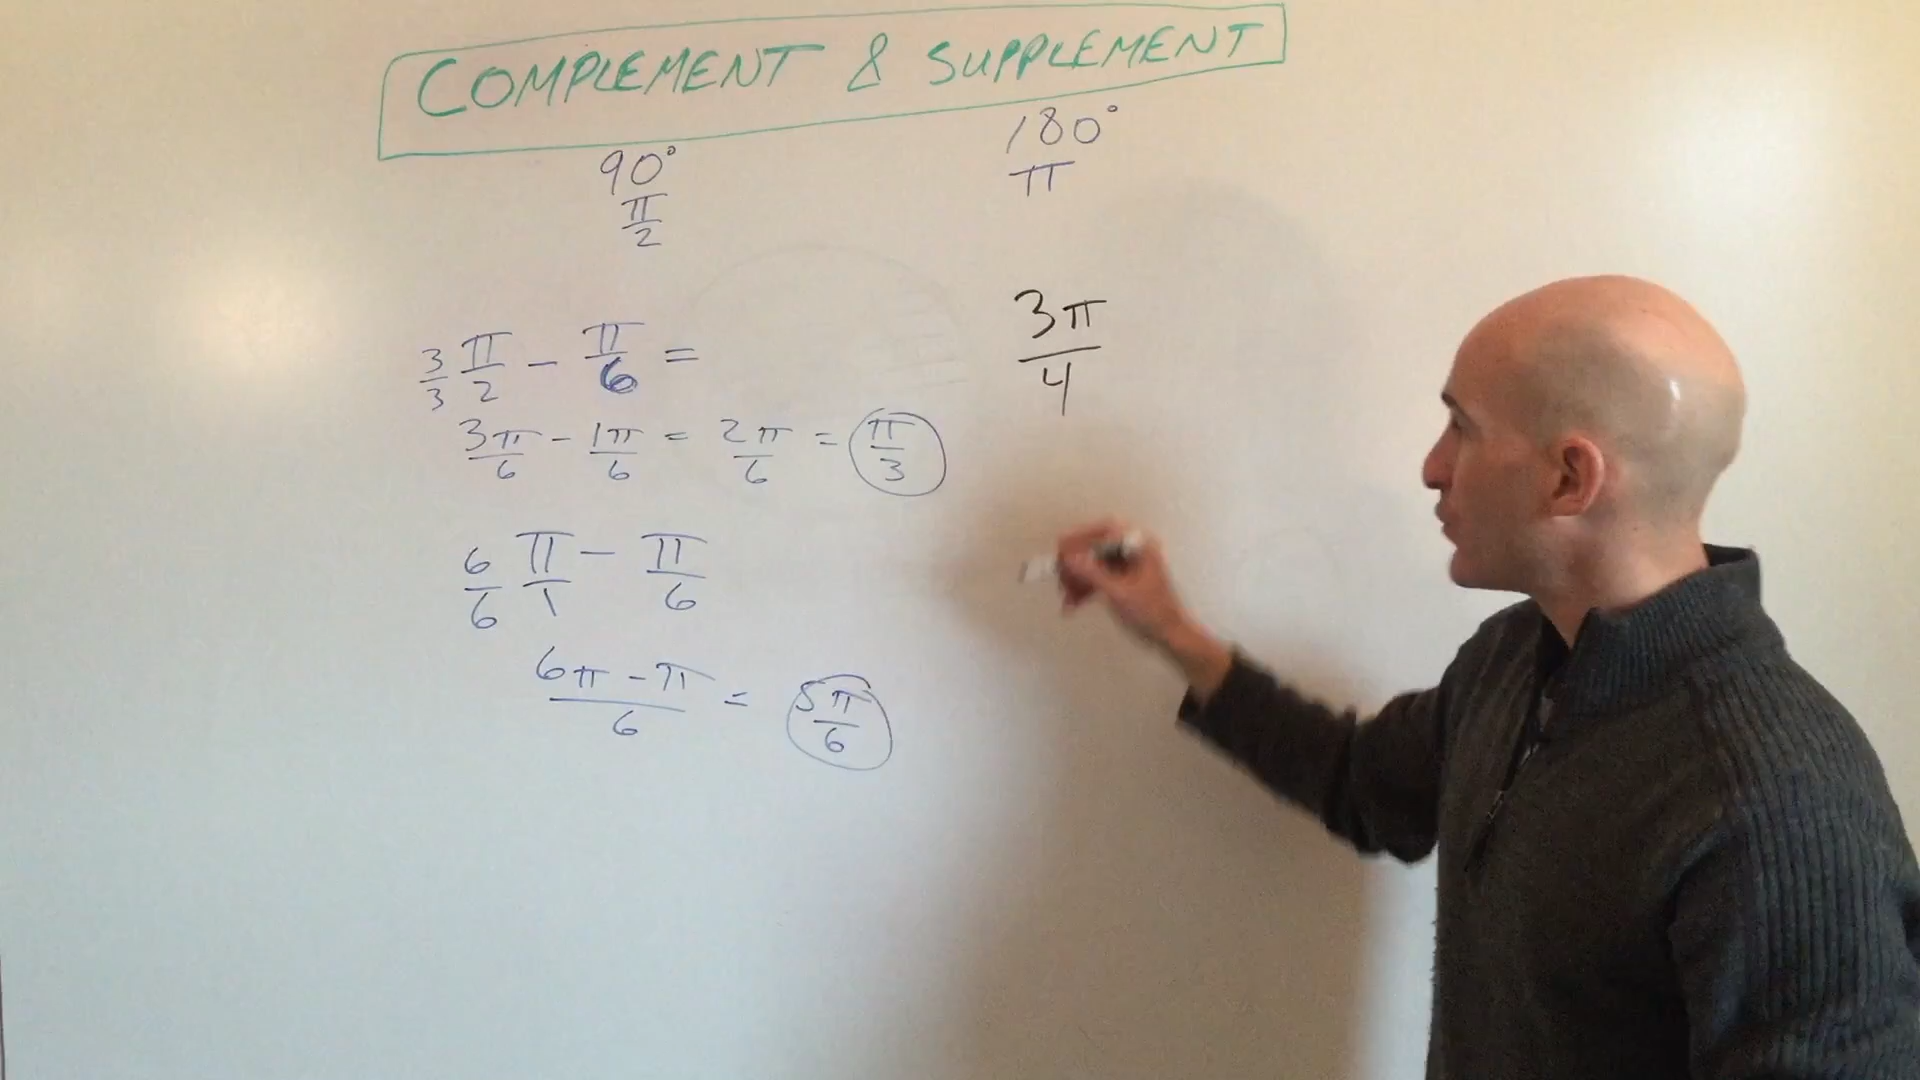 COMPLEMENT & SUPPLEMENT
90° 180°
π/2 π
3/3 π/2 - π/6 =
3π/6 - 1π/6 = 2π/6 = π/3
6/6 π/1 - π/6
6π - π/6 = 5π/6
3π/4